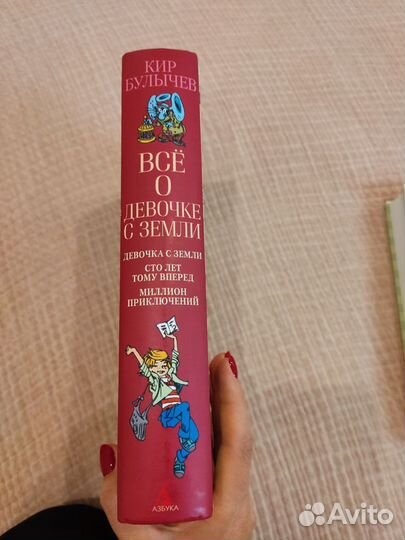 КИР
БУЛЫЧЕВ
ВСЁ
О
ДЕВОЧКЕ
С ЗЕМЛИ
ДЕВОЧКА С ЗЕМЛИ
СТО ЛЕТ
ТОМУ ВПЕРЕД
МИЛЛИОН
ПРИКЛЮЧЕНИЙ
АЗБУКА
Avito